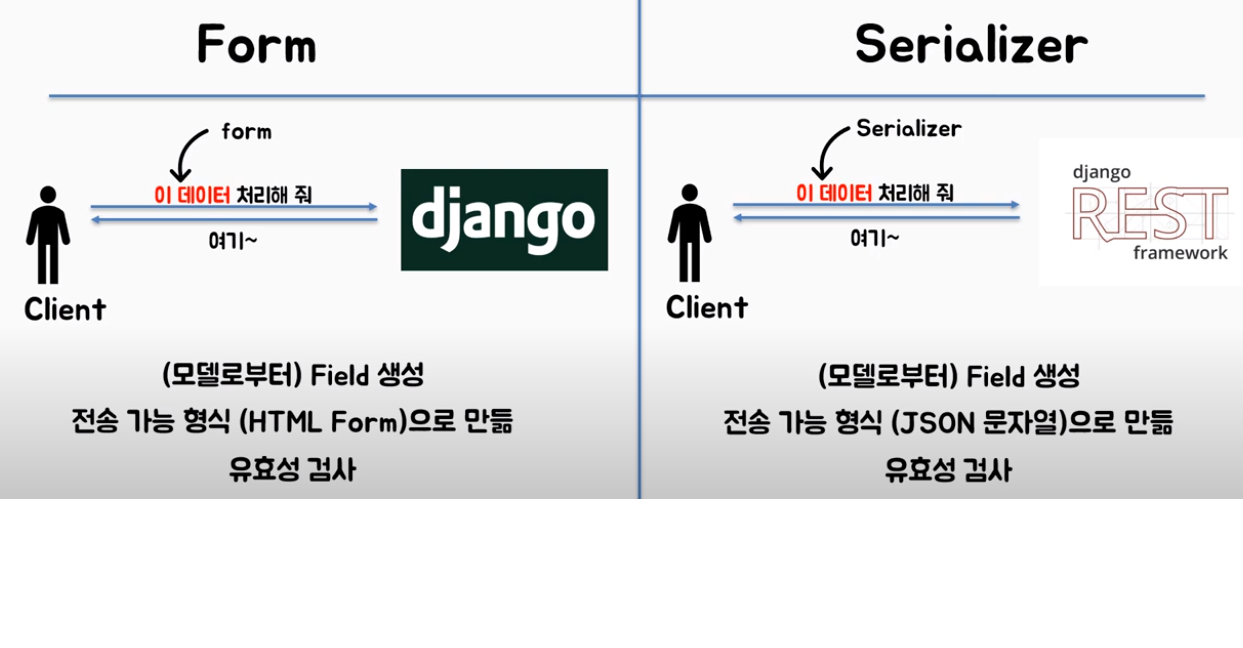 Form
form
이 데이터 처리해 줘
django
여기~
Client
(모델로부터) Field 생성
전송 가능 형식 (HTML Form)으로 만듦
유효성 검사
Serializer
Serializer
이 데이터 처리해 줘
django
REST
framework
여기~
Client
(모델로부터) Field 생성
전송 가능 형식 (JSON 문자열)으로 만듦
유효성 검사